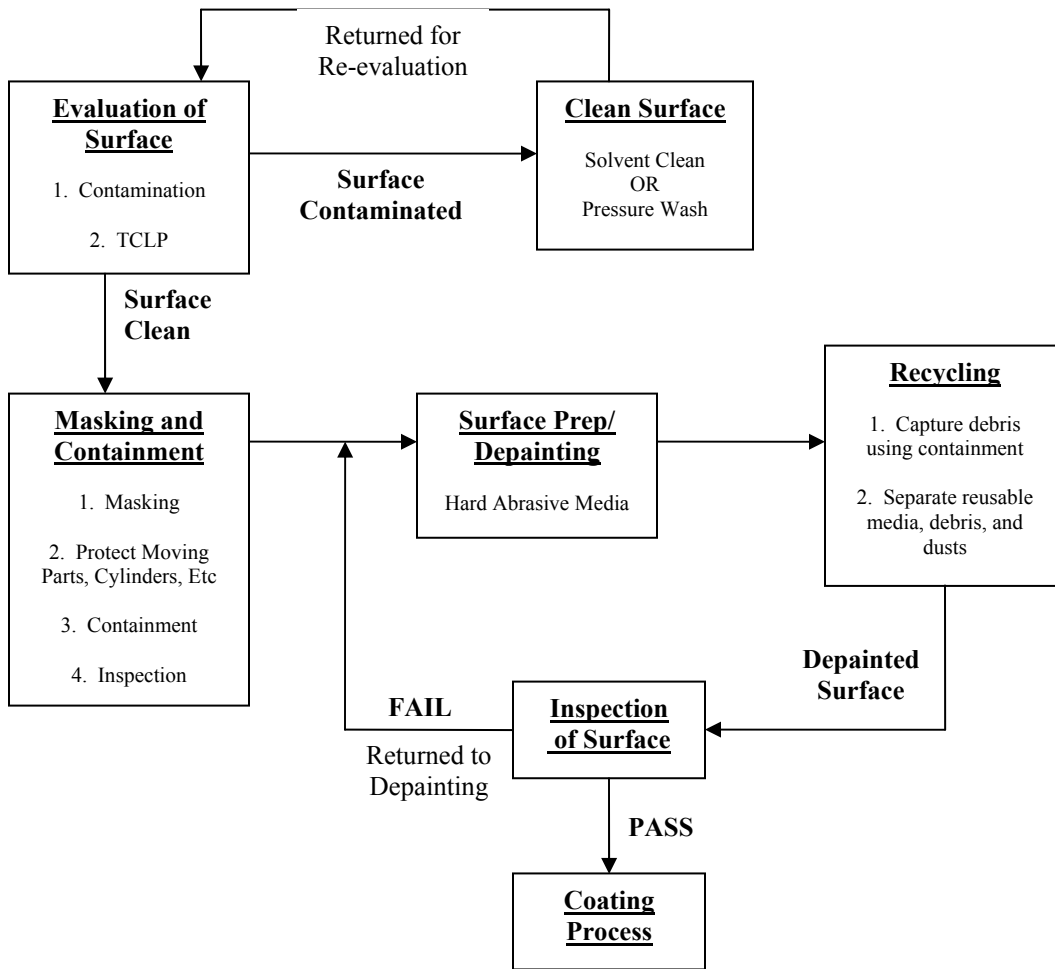 Returned for
Re-evaluation
Evaluation of
Surface
1. Contamination
2. TCLP
Surface
Contaminated
Clean Surface
Solvent Clean
OR
Pressure Wash
Surface
Clean
Masking and
Containment
1. Masking
2. Protect Moving
Parts, Cylinders, Etc
3. Containment
4. Inspection
Surface Prep/
Depainting
Hard Abrasive Media
Recycling
1. Capture debris
using containment
2. Separate reusable
media, debris, and
dusts
Depainted
Surface
Inspection
of Surface
FAIL
Returned to
Depainting
PASS
Coating
Process